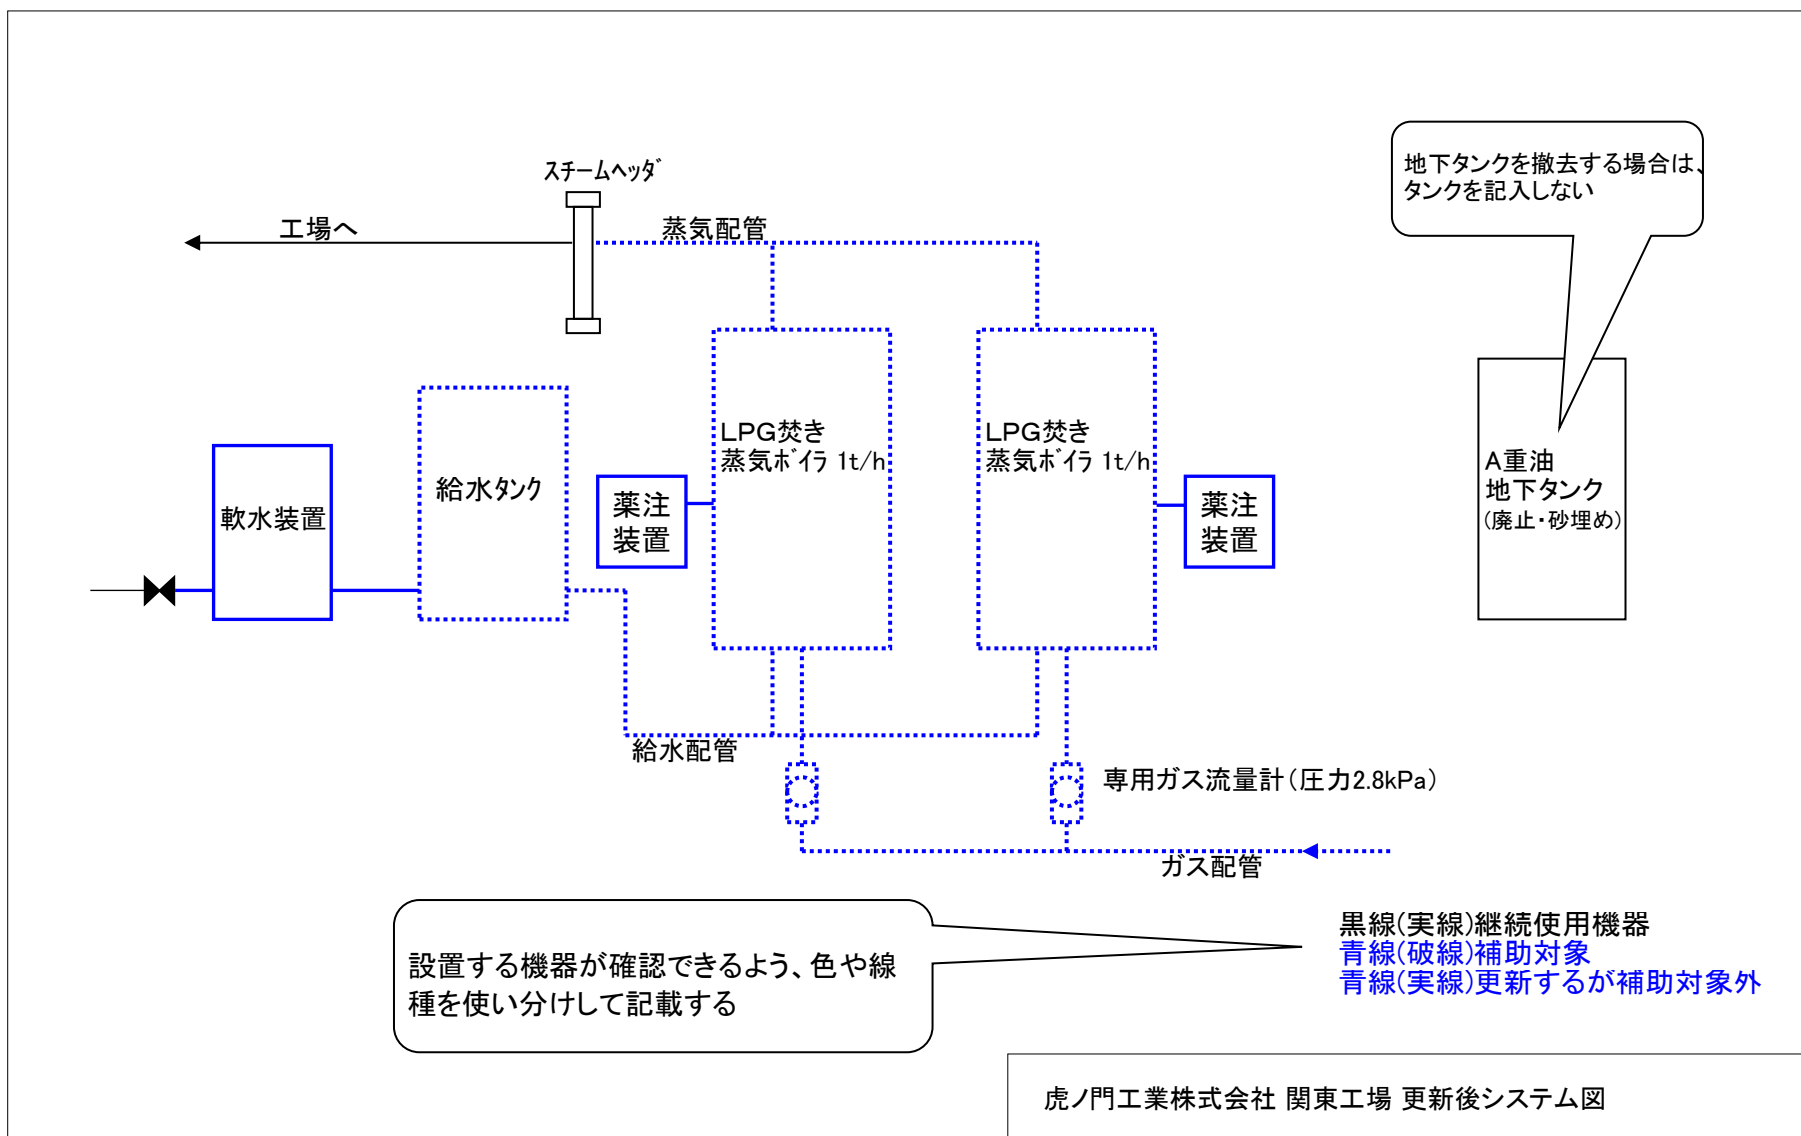 地下タンクを撤去する場合は、
タンクを記入しない
スチームヘッダ
工場へ
蒸気配管
LPG焚き
蒸気ボイラ 1t/h
LPG焚き
蒸気ボイラ 1t/h
A重油
地下タンク
(廃止・砂埋め)
給水タンク
軟水装置
薬注
装置
薬注
装置
給水配管
専用ガス流量計(圧力2.8kPa)
ガス配管
設置する機器が確認できるよう、色や線
種を使い分けして記載する
黒線(実線)継続使用機器
青線(破線)補助対象
青線(実線)更新するが補助対象外
虎ノ門工業株式会社 関東工場 更新後システム図